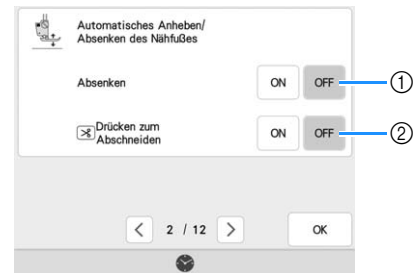 Automatisches Anheben/
Absenken des Nähfußes
Absenken ON OFF ①
Drücken zum
Abschneiden ON OFF ②
< 2 / 12 > OK